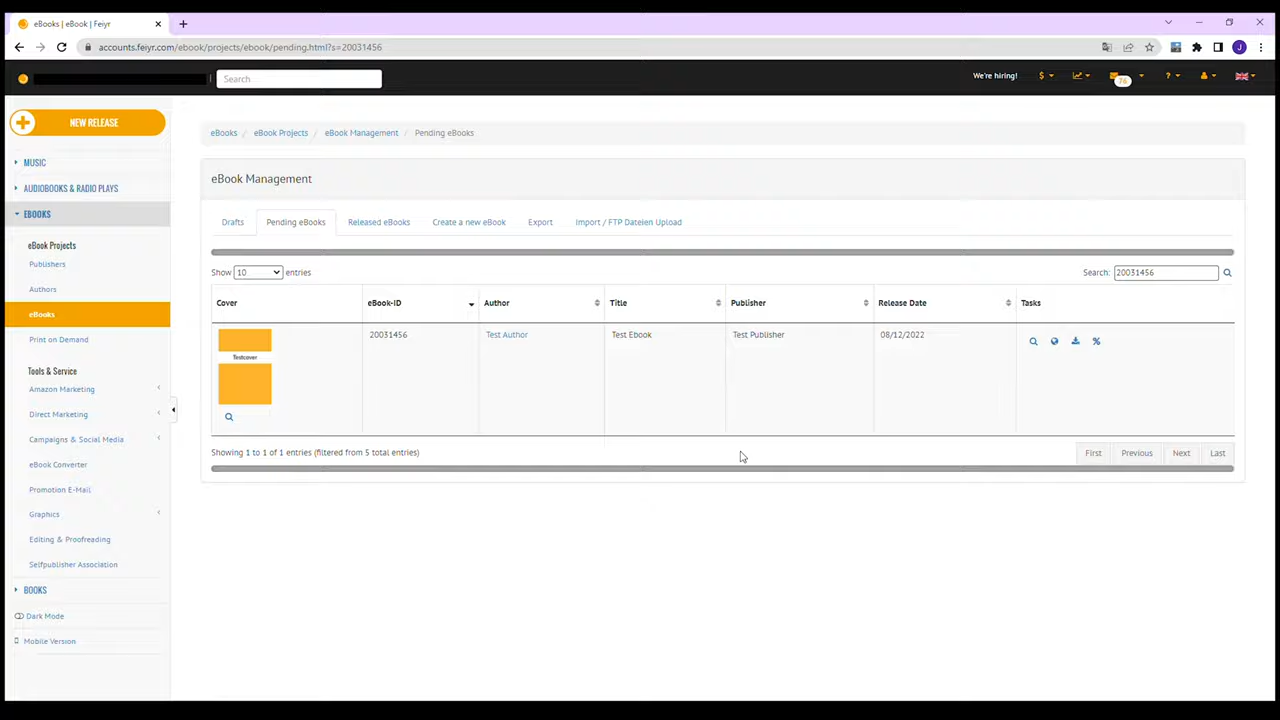 eBooks | eBook | Feiyr
accounts.feiyr.com/ebook/projects/ebook/pending.html?s=20031456
J
Search
We're hiring!
$
76
?
NEW RELEASE
MUSIC
AUDIOBOOKS & RADIO PLAYS
EBOOKS
eBook Projects
Publishers
Authors
eBooks
Print on Demand
Tools & Service
Amazon Marketing
Direct Marketing
Campaigns & Social Media
eBook Converter
Promotion E-Mail
Graphics
Editing & Proofreading
Selfpublisher Association
BOOKS
Dark Mode
Mobile Version
eBooks / eBook Projects / eBook Management / Pending eBooks
eBook Management
Drafts Pending eBooks Released eBooks Create a new eBook Export Import / FTP Dateien Upload
Show 10 entries Search: 20031456
Cover eBook-ID Author Title Publisher Release Date Tasks
20031456 Test Author Test Ebook Test Publisher 08/12/2022
Testcover
Showing 1 to 1 of 1 entries (filtered from 5 total entries) First Previous Next Last